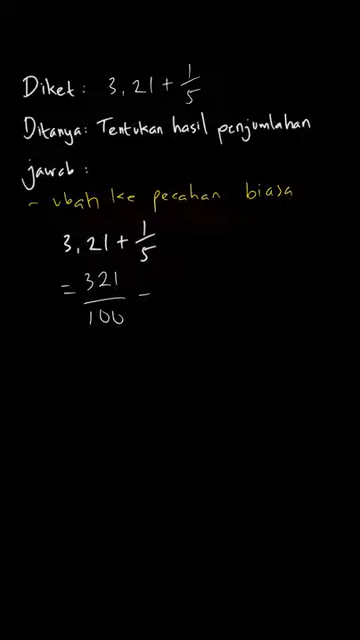 Diket : 3,21 + 1/5
Ditanya : Tentukan hasil penjumlahan
jawab :
- ubah ke pecahan biasa
3,21 + 1/5
= 321/100 -